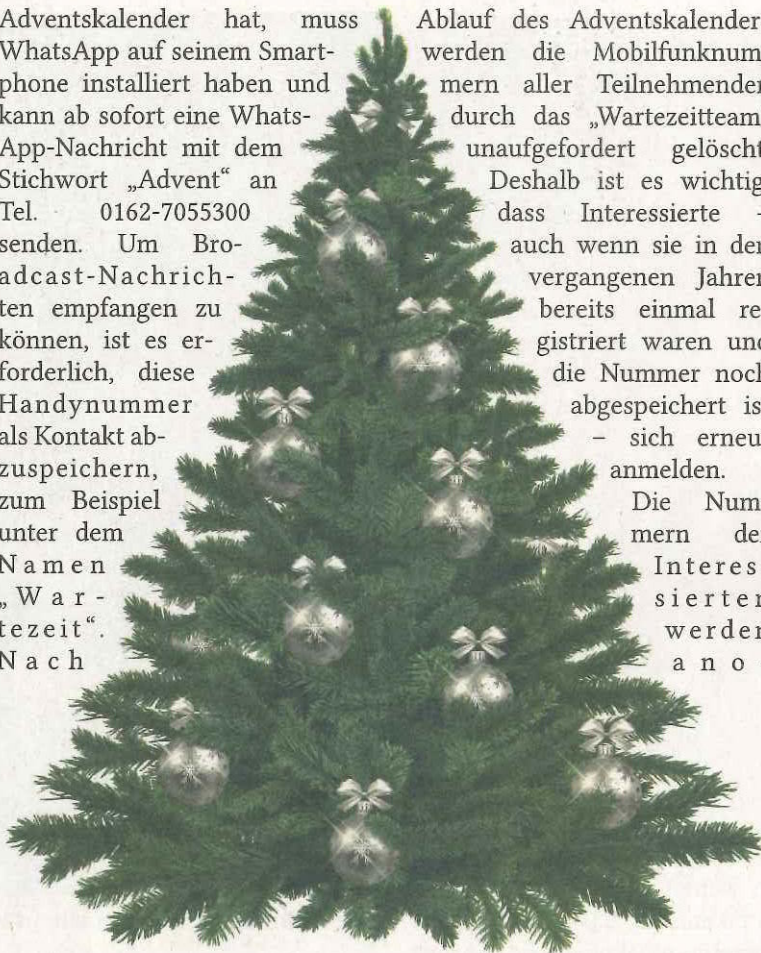 Adventskalender hat, muss
WhatsApp auf seinem Smart-
phone installiert haben und
kann ab sofort eine Whats-
App-Nachricht mit dem
Stichwort „Advent“ an
Tel. 0162-7055300
senden. Um Bro-
adcast-Nachrich-
ten empfangen zu
können, ist es er-
forderlich, diese
Handynummer
als Kontakt ab-
zuspeichern,
zum Beispiel
unter dem
Namen
„War-
tezeit“.
Nach
Ablauf des Adventskalender
werden die Mobilfunknum
mern aller Teilnehmenden
durch das „Wartezeitteam
unaufgefordert gelöscht
Deshalb ist es wichtig
dass Interessierte –
auch wenn sie in den
vergangenen Jahren
bereits einmal re
gistriert waren und
die Nummer noch
abgespeichert is
– sich erneu
anmelden.
Die Num
mern der
Interes
sierten
werden
ano